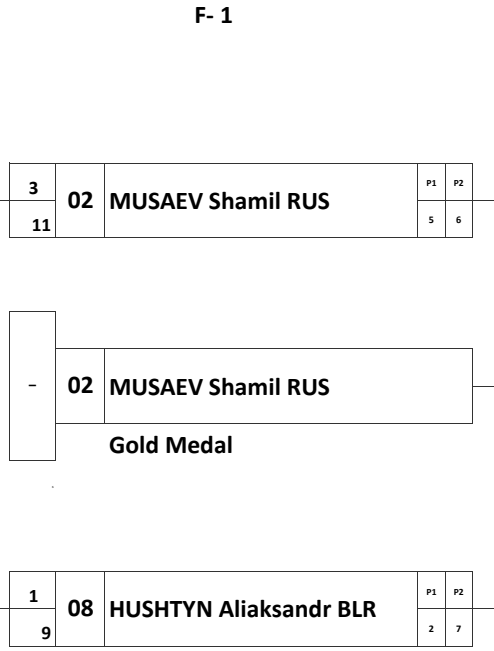 F- 1
3 P1 P2
02 MUSAEV Shamil RUS
11 5 6
– 02 MUSAEV Shamil RUS
Gold Medal
1 P1 P2
08 HUSHTYN Aliaksandr BLR
9 2 7